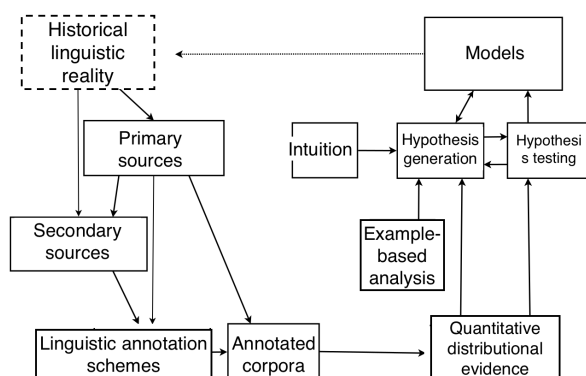 Historical
linguistic
reality
Models
Primary
sources
Intuition
Hypothesis
generation
Hypothesi
s testing
Secondary
sources
Example-
based
analysis
Linguistic annotation
schemes
Annotated
corpora
Quantitative
distributional
evidence